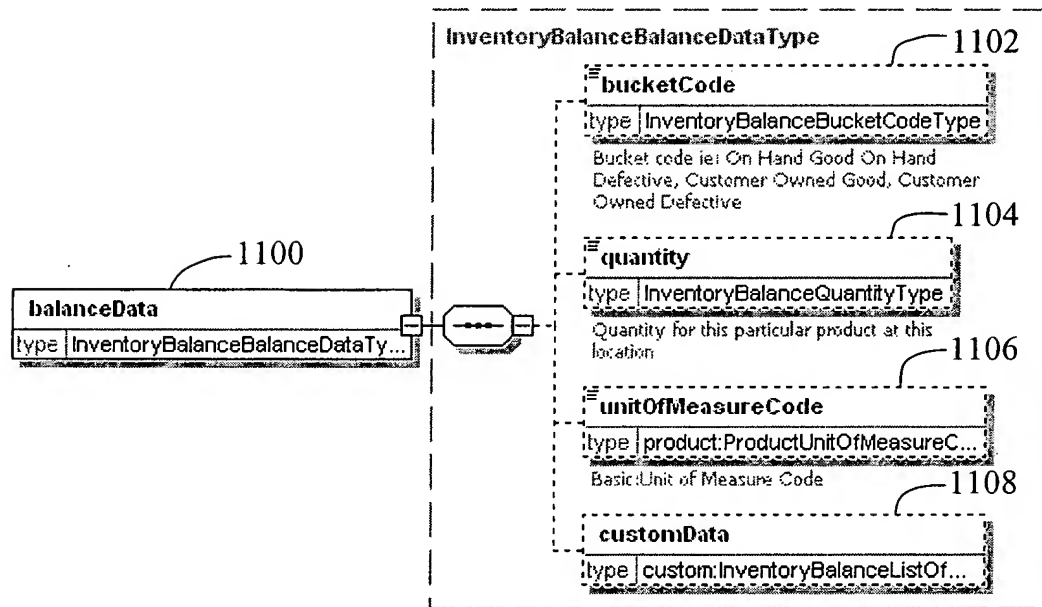 InventoryBalanceBalanceDataType
1102
bucketCode
type InventoryBalanceBucketCodeType
Bucket code ie: On Hand Good On Hand
Defective, Customer Owned Good, Customer
Owned Defective
1104
quantity
type InventoryBalanceQuantityType
Quantity for this particular product at this
location
1100
balanceData
type InventoryBalanceBalanceDataTy...
1106
unitOfMeasureCode
type product:ProductUnitOfMeasureC...
Basic:Unit of Measure Code
1108
customData
type custom:InventoryBalanceListOf...